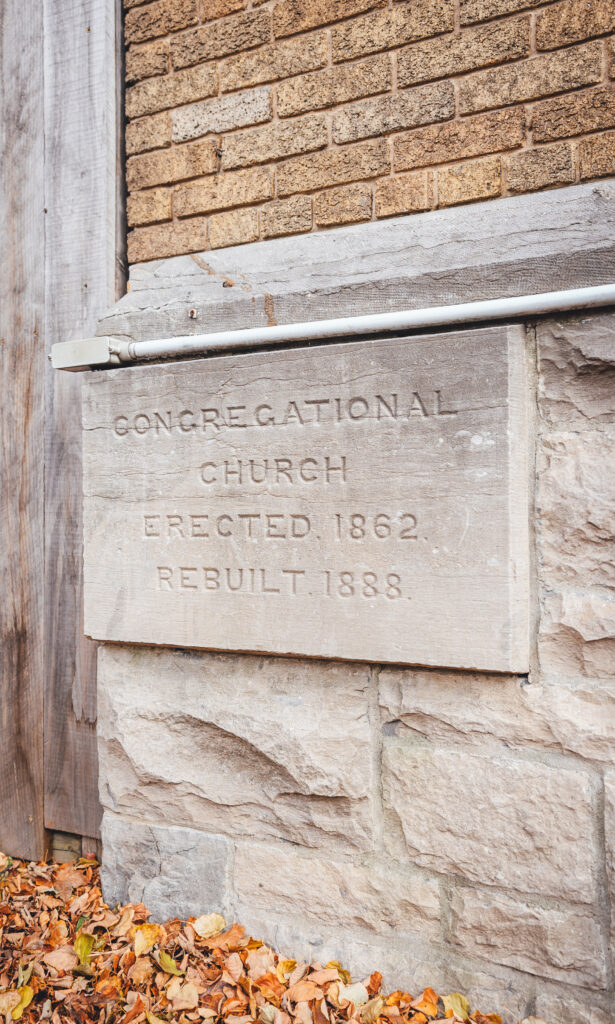 CONGREGATIONAL
CHURCH
ERECTED. 1862.
REBUILT. 1888.